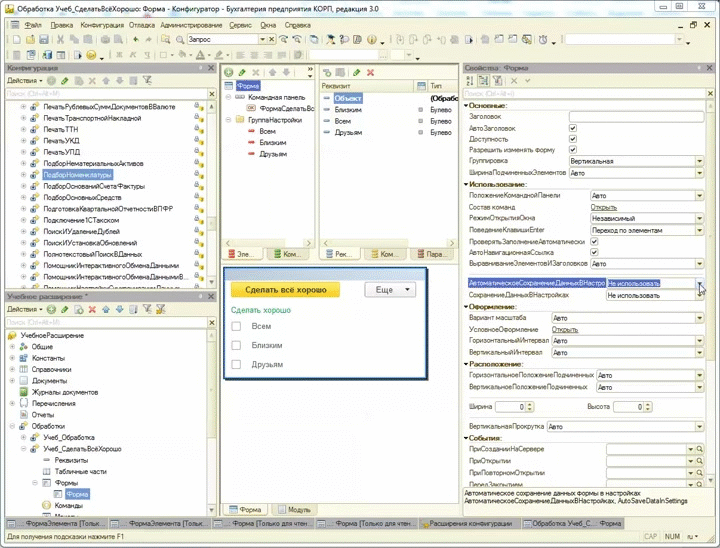 Обработка Учеб_СделатьВсёХорошо: Форма * - Конфигуратор - Бухгалтерия предприятия КОРП, редакция 3.0
Файл Правка Конфигурация Отладка Администрирование Сервис Окна Справка
Запрос
Конфигурация
Действия
Поиск (Ctrl+Alt+M)
ПечатьРублевыхСуммДокументовВВалюте
ПечатьТранспортнойНакладной
ПечатьТТН
ПечатьУКД
ПечатьУПД
ПодборНематериальныхАктивов
ПодборНоменклатуры
ПодборОснованийСчетаФактуры
ПодборОсновныхСредств
ПодготовкаКвартальнойОтчетностиВПФР
Подключение1СТакском
ПоискИУдалениеДублей
ПоискИУстановкаОбновлений
ПолнотекстовыйПоискВДанных
ПомощникИнтерактивногоОбменаДанными
ПомощникИнтерактивногоОбменаДаннымиВ...
Учебное расширение *
Действия
Поиск (Ctrl+Alt+M)
УчебноеРасширение
Общие
Константы
Справочники
Документы
Журналы документов
Перечисления
Отчеты
Обработки
Учеб_Обработка
Учеб_СделатьВсёХорошо
Реквизиты
Табличные части
Формы
Форма
Команды
Форма
Командная панель
ФормаСделатьВс
ГруппаНастройки
Всем
Близким
Друзьям
Эле... Ком...
Реквизит Тип
Объект (Обрабо
Близким Булево
Всем Булево
Друзьям Булево
Рек... Ком... Пара...
Сделать всё хорошо Еще
Сделать хорошо
Всем
Близким
Друзьям
Форма Модуль
Свойства: Форма
Поиск (Ctrl+Alt+I)
Основные:
Заголовок
АвтоЗаголовок
Доступность
Разрешить изменять форму
Группировка Вертикальная
ШиринаПодчиненныхЭлементов Авто
Использование:
ПоложениеКоманднойПанели Авто
Состав команд Открыть
РежимОткрытияОкна Независимый
ПоведениеКлавишиEnter Переход по элементам
ПроверятьЗаполнениеАвтоматически
АвтоНавигационнаяСсылка
ВыравниваниеЭлементовИЗаголовков Авто
АвтоматическоеСохранениеДанныхВНастро Не использовать
СохранениеДанныхВНастройках Не использовать
Оформление:
Вариант масштаба Авто
УсловноеОформление Открыть
ГоризонтальныйИнтервал Авто
ВертикальныйИнтервал Авто
Расположение:
ГоризонтальноеПоложениеПодчиненных Авто
ВертикальноеПоложениеПодчиненных Авто
Ширина 0 Высота 0
ВертикальнаяПрокрутка Авто
События:
ПриСозданииНаСервере
ПриОткрытии
ПриПовторномОткрытии
ПередЗакрытием
Автоматическое сохранение данных формы в настройках
АвтоматическоеСохранениеДанныхВНастройках, AutoSaveDataInSettings
ФормаЭлемента [Только... ФормаЭлемента [Тольк... Форма [Только для чтен... Форма [Только для чтен... Расширения конфигурации Обработка Учеб_С... Форма
Для получения подсказки нажмите F1 CAP NUM ru